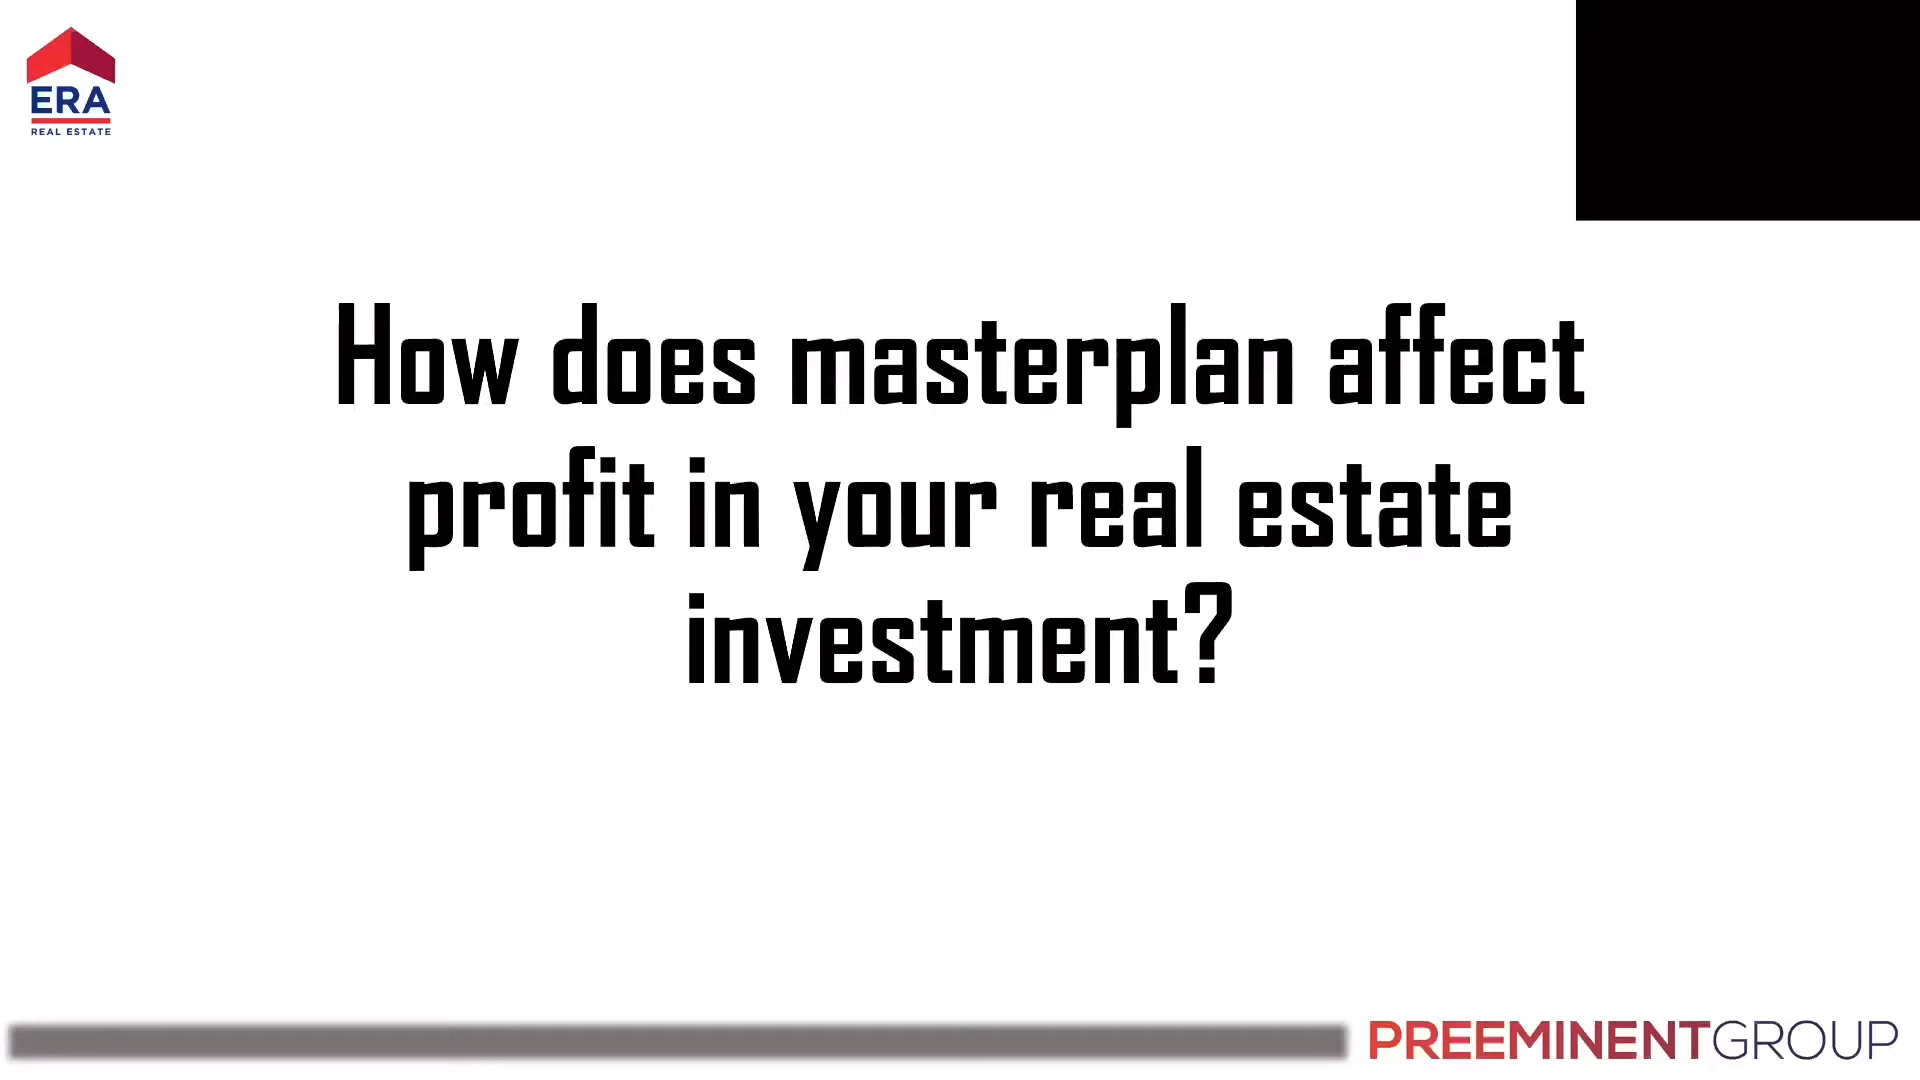 ERA
REAL ESTATE
How does masterplan affect
profit in your real estate
investment?
PREEMINENTGROUP